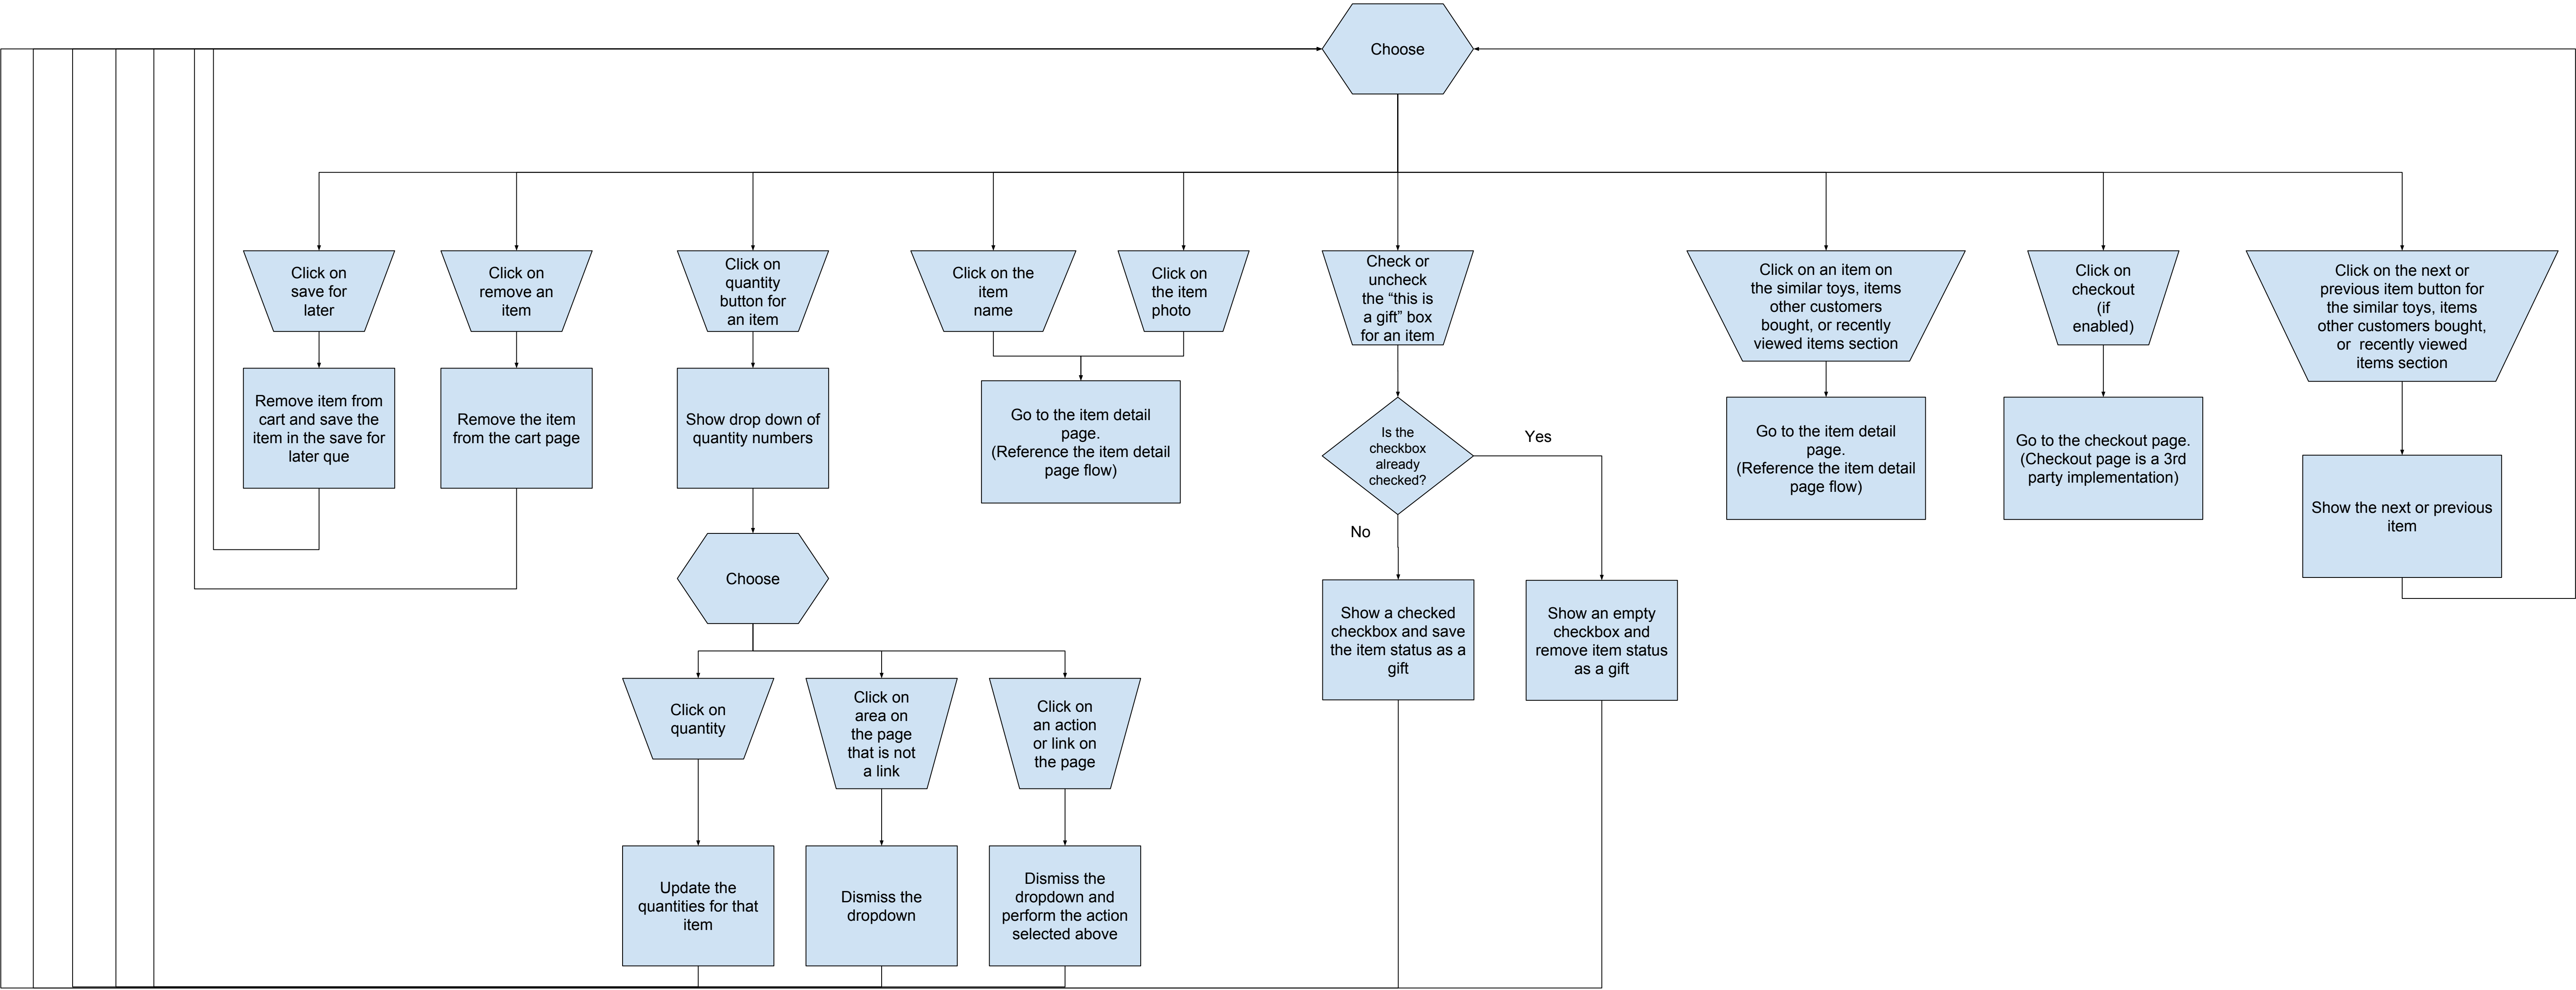 Choose
Click on
save for
later
Click on
remove an
item
Click on
quantity
button for
an item
Click on the
item
name
Click on
the item
photo
Check or
uncheck
the “this is
a gift” box
for an item
Click on an item on
the similar toys, items
other customers
bought, or recently
viewed items section
Click on
checkout
(if
enabled)
Click on the next or
previous item button for
the similar toys, items
other customers bought,
or recently viewed
items section
Remove item from
cart and save the
item in the save for
later que
Remove the item
from the cart page
Show drop down of
quantity numbers
Go to the item detail
page.
(Reference the item detail
page flow)
Is the
checkbox
already
checked?
Yes
No
Go to the item detail
page.
(Reference the item detail
page flow)
Go to the checkout page.
(Checkout page is a 3rd
party implementation)
Show the next or previous
item
Choose
Show a checked
checkbox and save
the item status as a
gift
Show an empty
checkbox and
remove item status
as a gift
Click on
quantity
Click on
area on
the page
that is not
a link
Click on
an action
or link on
the page
Update the
quantities for that
item
Dismiss the
dropdown
Dismiss the
dropdown and
perform the action
selected above